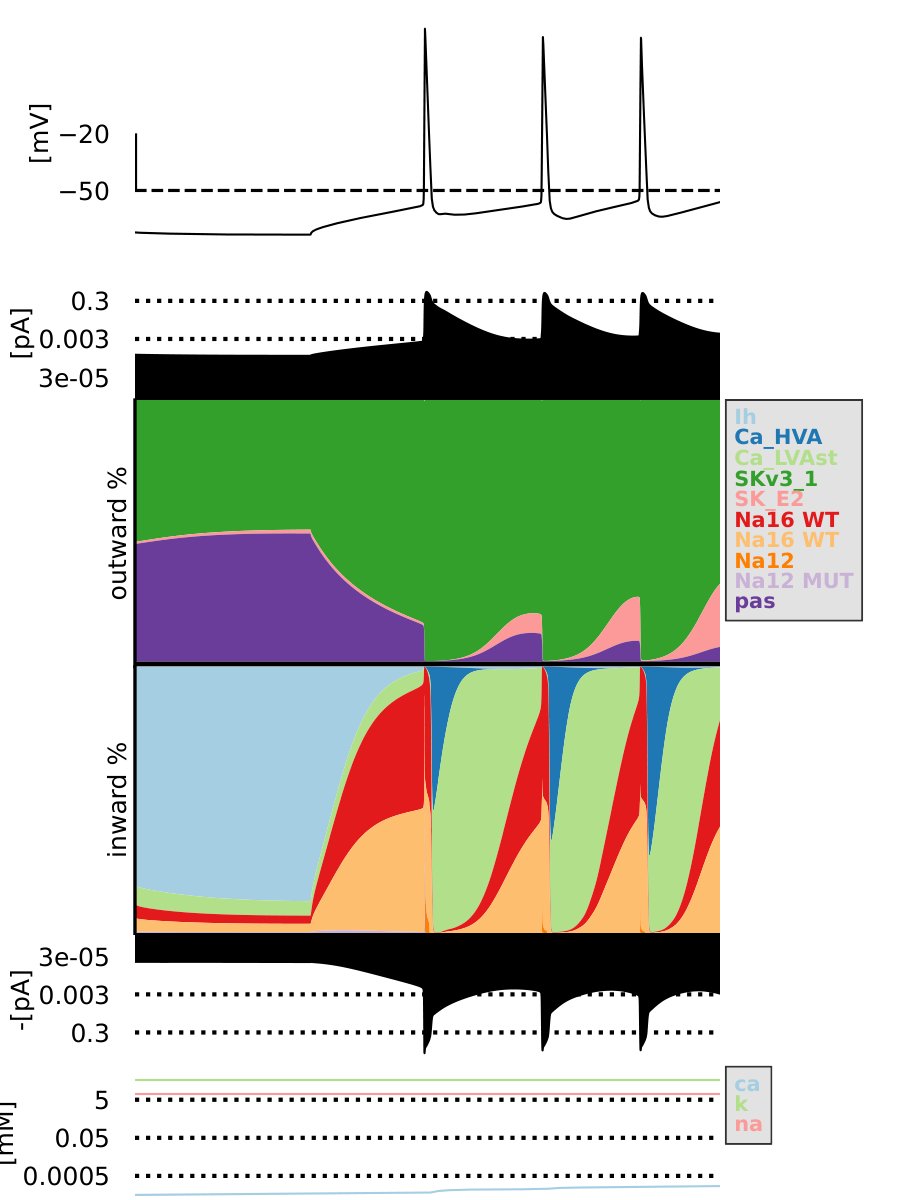 [mV]
−20
−50
[pA]
0.3
0.003
3e-05
outward %
Ih
Ca_HVA
Ca_LVAst
SKv3_1
SK_E2
Na16 WT
Na16 WT
Na12
Na12 MUT
pas
inward %
-[pA]
3e-05
0.003
0.3
[mM]
5
0.05
0.0005
ca
k
na